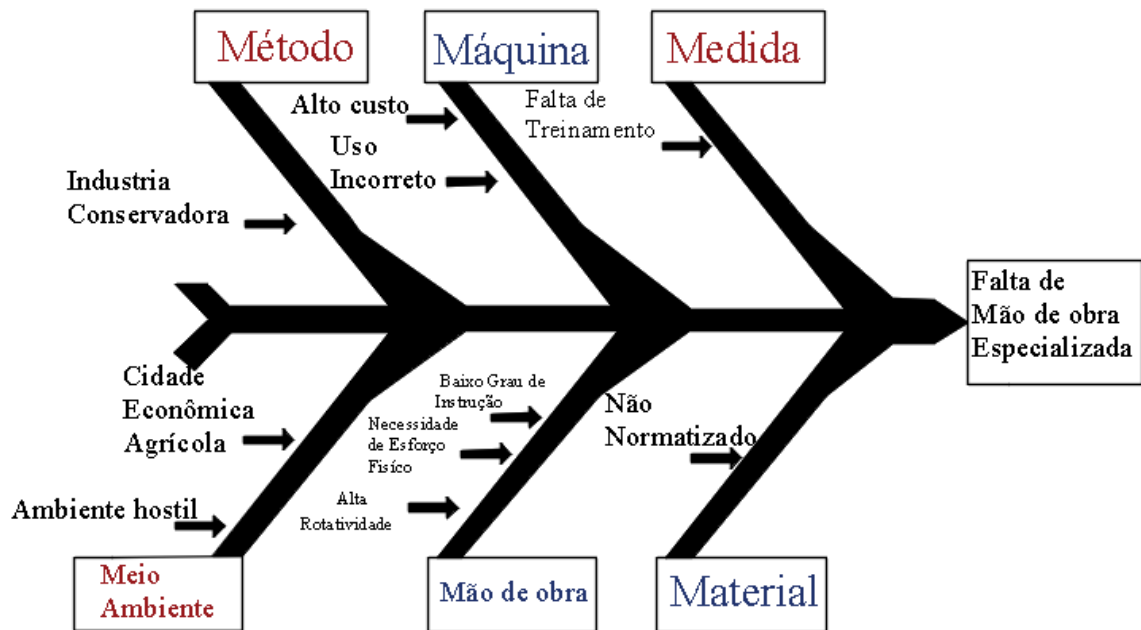 Método
Máquina
Medida
Alto custo
Uso
Incorreto
Falta de
Treinamento
Industria
Conservadora
Falta de
Mão de obra
Especializada
Cidade
Econômica
Agrícola
Ambiente hostil
Baixo Grau de
Instrução
Necessidade
de Esforço
Fisíco
Alta
Rotatividade
Não
Normatizado
Meio
Ambiente
Mão de obra
Material